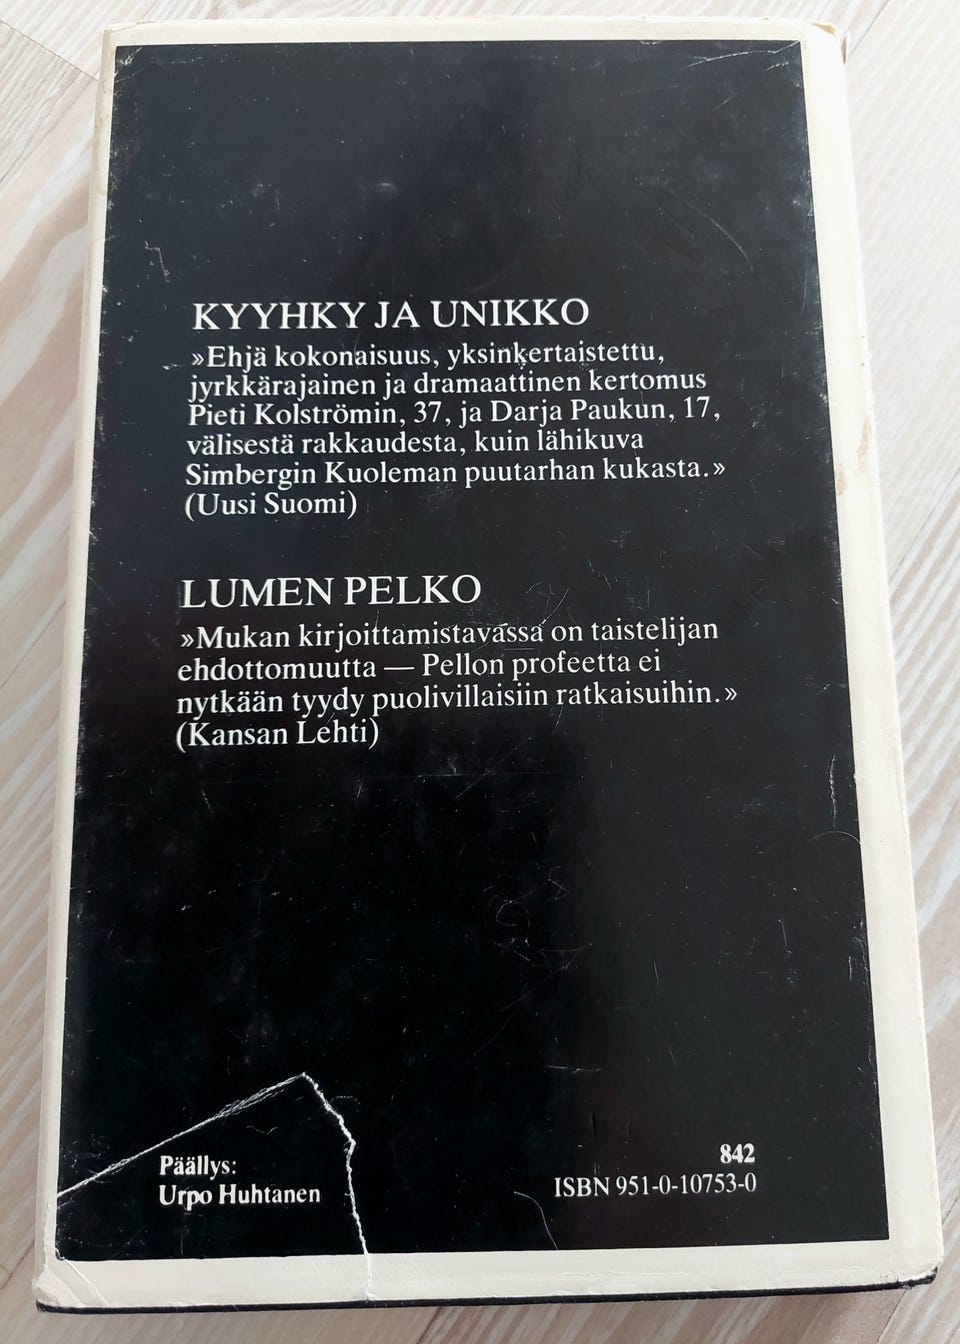 KYYHKY JA UNIKKO
»Ehjä kokonaisuus, yksinkertaistettu,
jyrkkärajainen ja dramaattinen kertomus
Pieti Kolströmin, 37, ja Darja Paukun, 17,
välisestä rakkaudesta, kuin lähikuva
Simbergin Kuoleman puutarhan kukasta.»
(Uusi Suomi)
LUMEN PELKO
»Mukan kirjoittamistavassa on taistelijan
ehdottomuutta — Pellon profeetta ei
nytkään tyydy puolivillaisiin ratkaisuihin.»
(Kansan Lehti)
Päällys:
Urpo Huhtanen
842
ISBN 951-0-10753-0